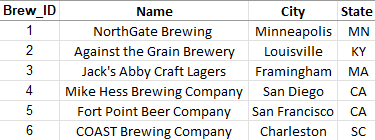 Brew_ID Name City State
1 NorthGate Brewing Minneapolis MN
2 Against the Grain Brewery Louisville KY
3 Jack's Abby Craft Lagers Framingham MA
4 Mike Hess Brewing Company San Diego CA
5 Fort Point Beer Company San Francisco CA
6 COAST Brewing Company Charleston SC